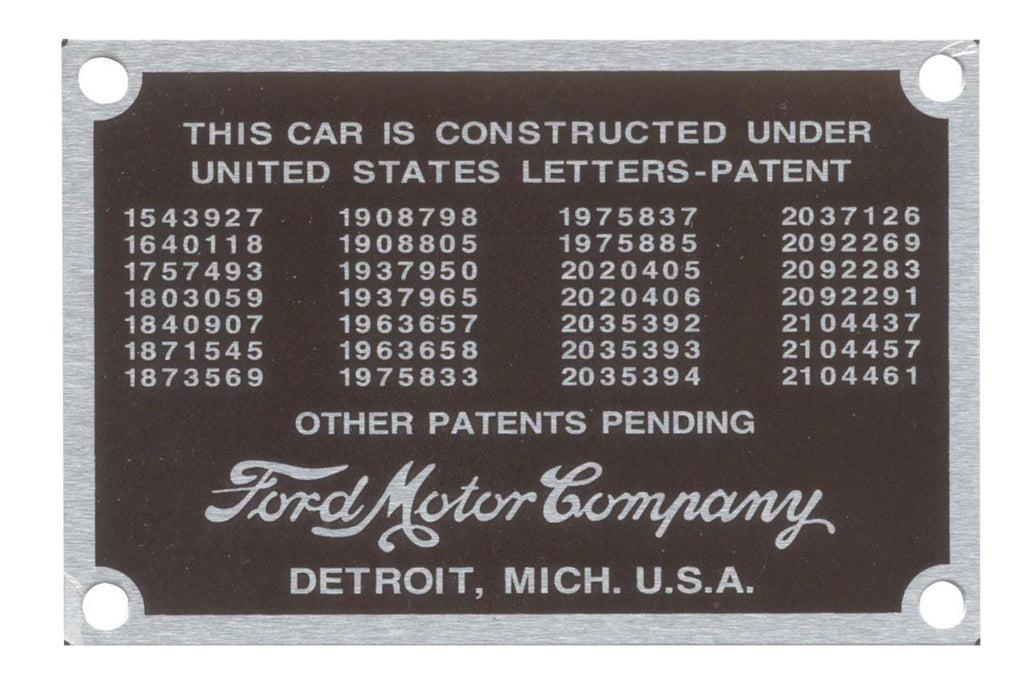 THIS CAR IS CONSTRUCTED UNDER
UNITED STATES LETTERS-PATENT
1543927 1908798 1975837 2037126
1640118 1908805 1975885 2092269
1757493 1937950 2020405 2092283
1803059 1937965 2020406 2092291
1840907 1963657 2035392 2104437
1871545 1963658 2035393 2104457
1873569 1975833 2035394 2104461
OTHER PATENTS PENDING
Ford Motor Company
DETROIT, MICH. U.S.A.